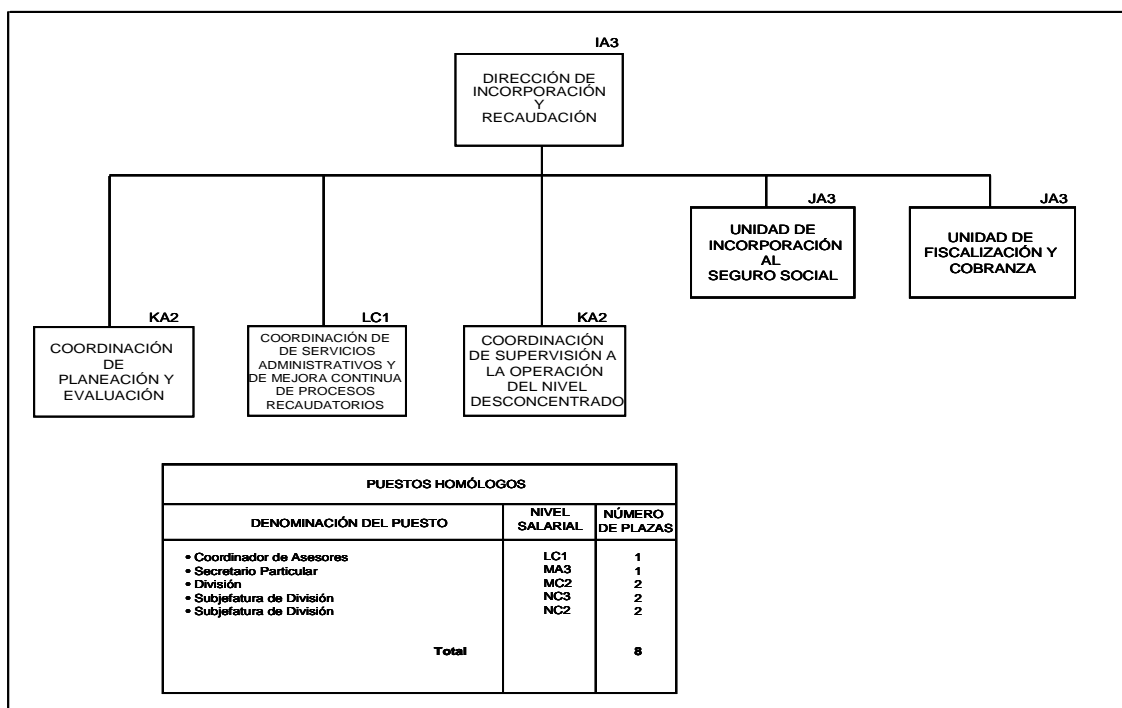 IA3
DIRECCIÓN DE
INCORPORACIÓN
Y
RECAUDACIÓN
JA3
UNIDAD DE
INCORPORACIÓN
AL
SEGURO SOCIAL
JA3
UNIDAD DE
FISCALIZACIÓN Y
COBRANZA
KA2
COORDINACIÓN
DE
PLANEACIÓN Y
EVALUACIÓN
LC1
COORDINACIÓN DE
DE SERVICIOS
ADMINISTRATIVOS Y
DE MEJORA CONTINUA
DE PROCESOS
RECAUDATORIOS
KA2
COORDINACIÓN
DE SUPERVISIÓN A
LA OPERACIÓN
DEL NIVEL
DESCONCENTRADO
PUESTOS HOMÓLOGOS
DENOMINACIÓN DEL PUESTO NIVEL SALARIAL NÚMERO DE PLAZAS
• Coordinador de Asesores LC1 1
• Secretario Particular MA3 1
• División MC2 2
• Subjefatura de División NC3 2
• Subjefatura de División NC2 2
Total 8